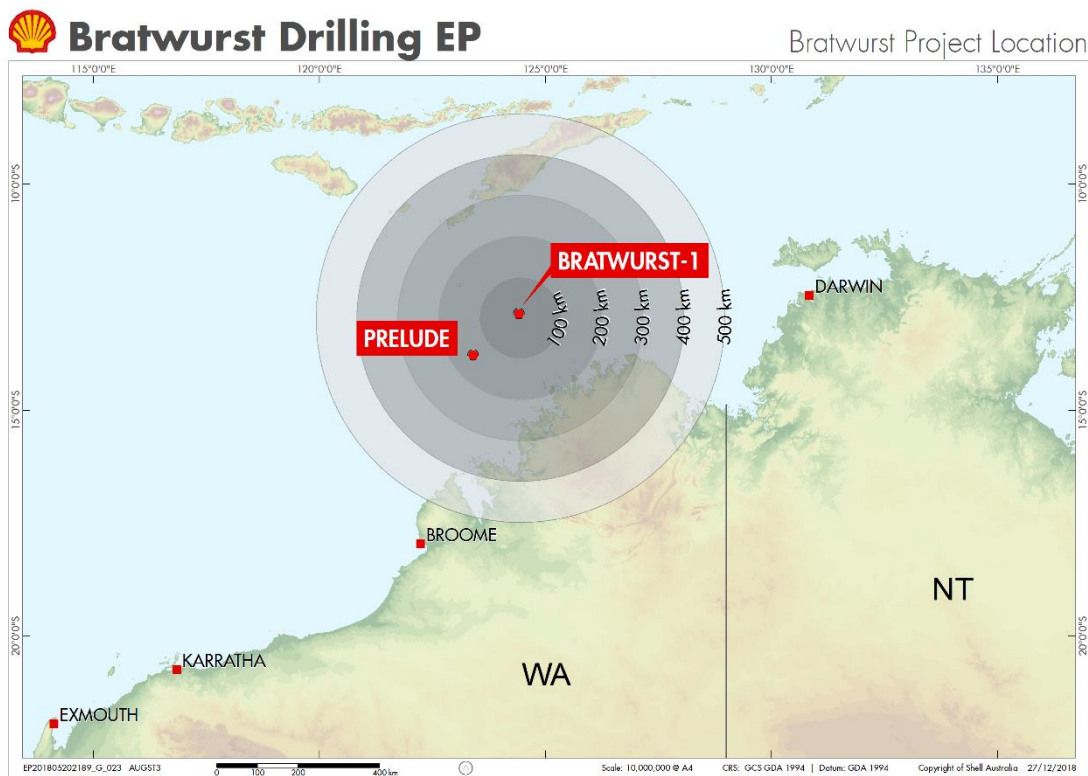 Bratwurst Drilling EP
Bratwurst Project Location
115°0'0"E 120°0'0"E 125°0'0"E 130°0'0"E 135°0'0"E
10°0'0"S 10°0'0"S
BRATWURST-1
DARWIN
PRELUDE
100 km 200 km 300 km 400 km 500 km
15°0'0"S 15°0'0"S
BROOME
NT
20°0'0"S 20°0'0"S
KARRATHA
WA
EXMOUTH
EP201805202189_G_023 AUGST3
0 100 200 400 km
Scale: 10,000,000 @ A4 CRS: GCS GDA 1994 | Datum: GDA 1994 Copyright of Shell Australia 27/12/2018